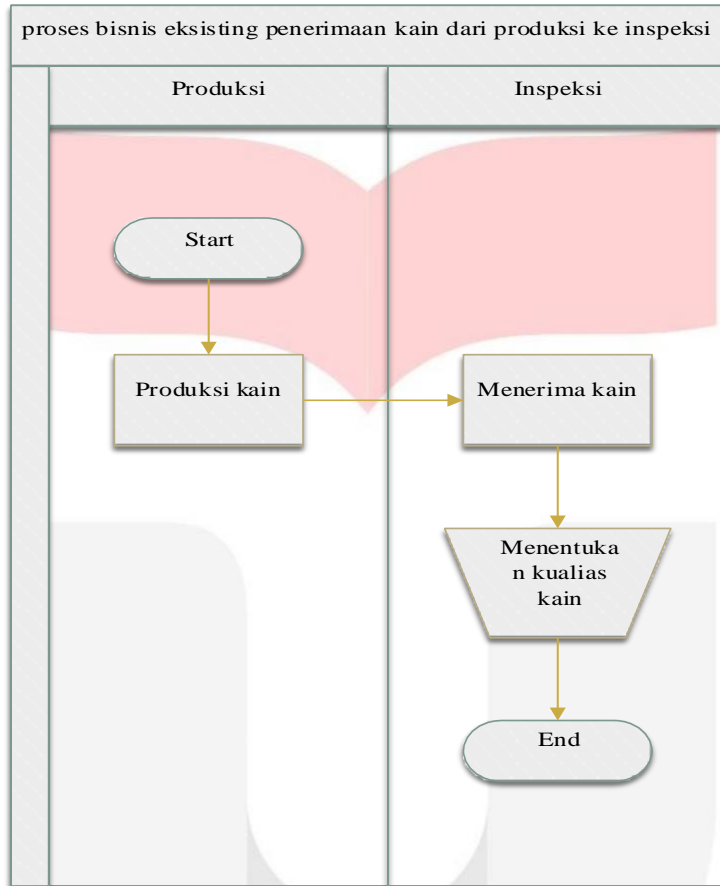 proses bisnis eksisting penerimaan kain dari produksi ke inspeksi
Produksi
Inspeksi
Start
Produksi kain
Menerima kain
Menentuka
n kualias
kain
End